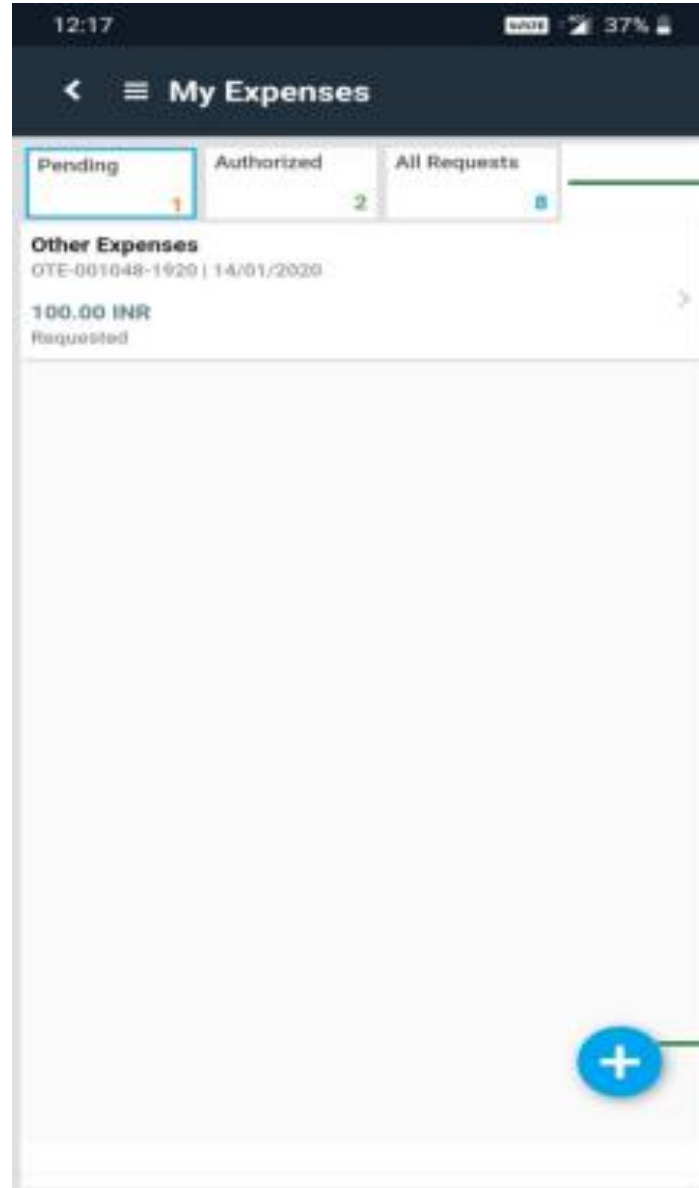 12:17 37%
My Expenses
Pending Authorized All Requests
1 2 8
Other Expenses
OTE-001048-1920 | 14/01/2020
100.00 INR
Requested